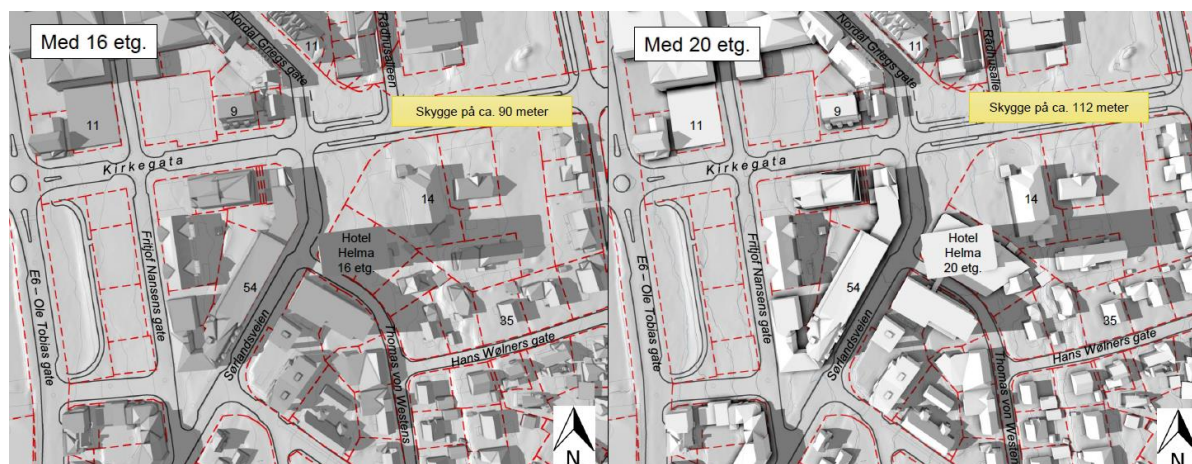 Med 16 etg.
Nordal Griegs gate
11
Rådhusalleen
9
Skygge på ca. 90 meter
11
Kirkegata
14
Hotel
Helma
16 etg.
Fritjof Nansens gate
E6 – Ole Tobias gate
54
Sørlandsveien
35
Thomas von Westens
Hans Wølners gate
N
Med 20 etg.
Nordal Griegs gate
11
Rådhusalle
9
Skygge på ca. 112 meter
11
Kirkegata
14
Hotel
Helma
20 etg.
Fritjof Nansens gate
E6 – Ole Tobias gate
54
Sørlandsveien
35
Thomas von Westen
Hans Wølners gate
N